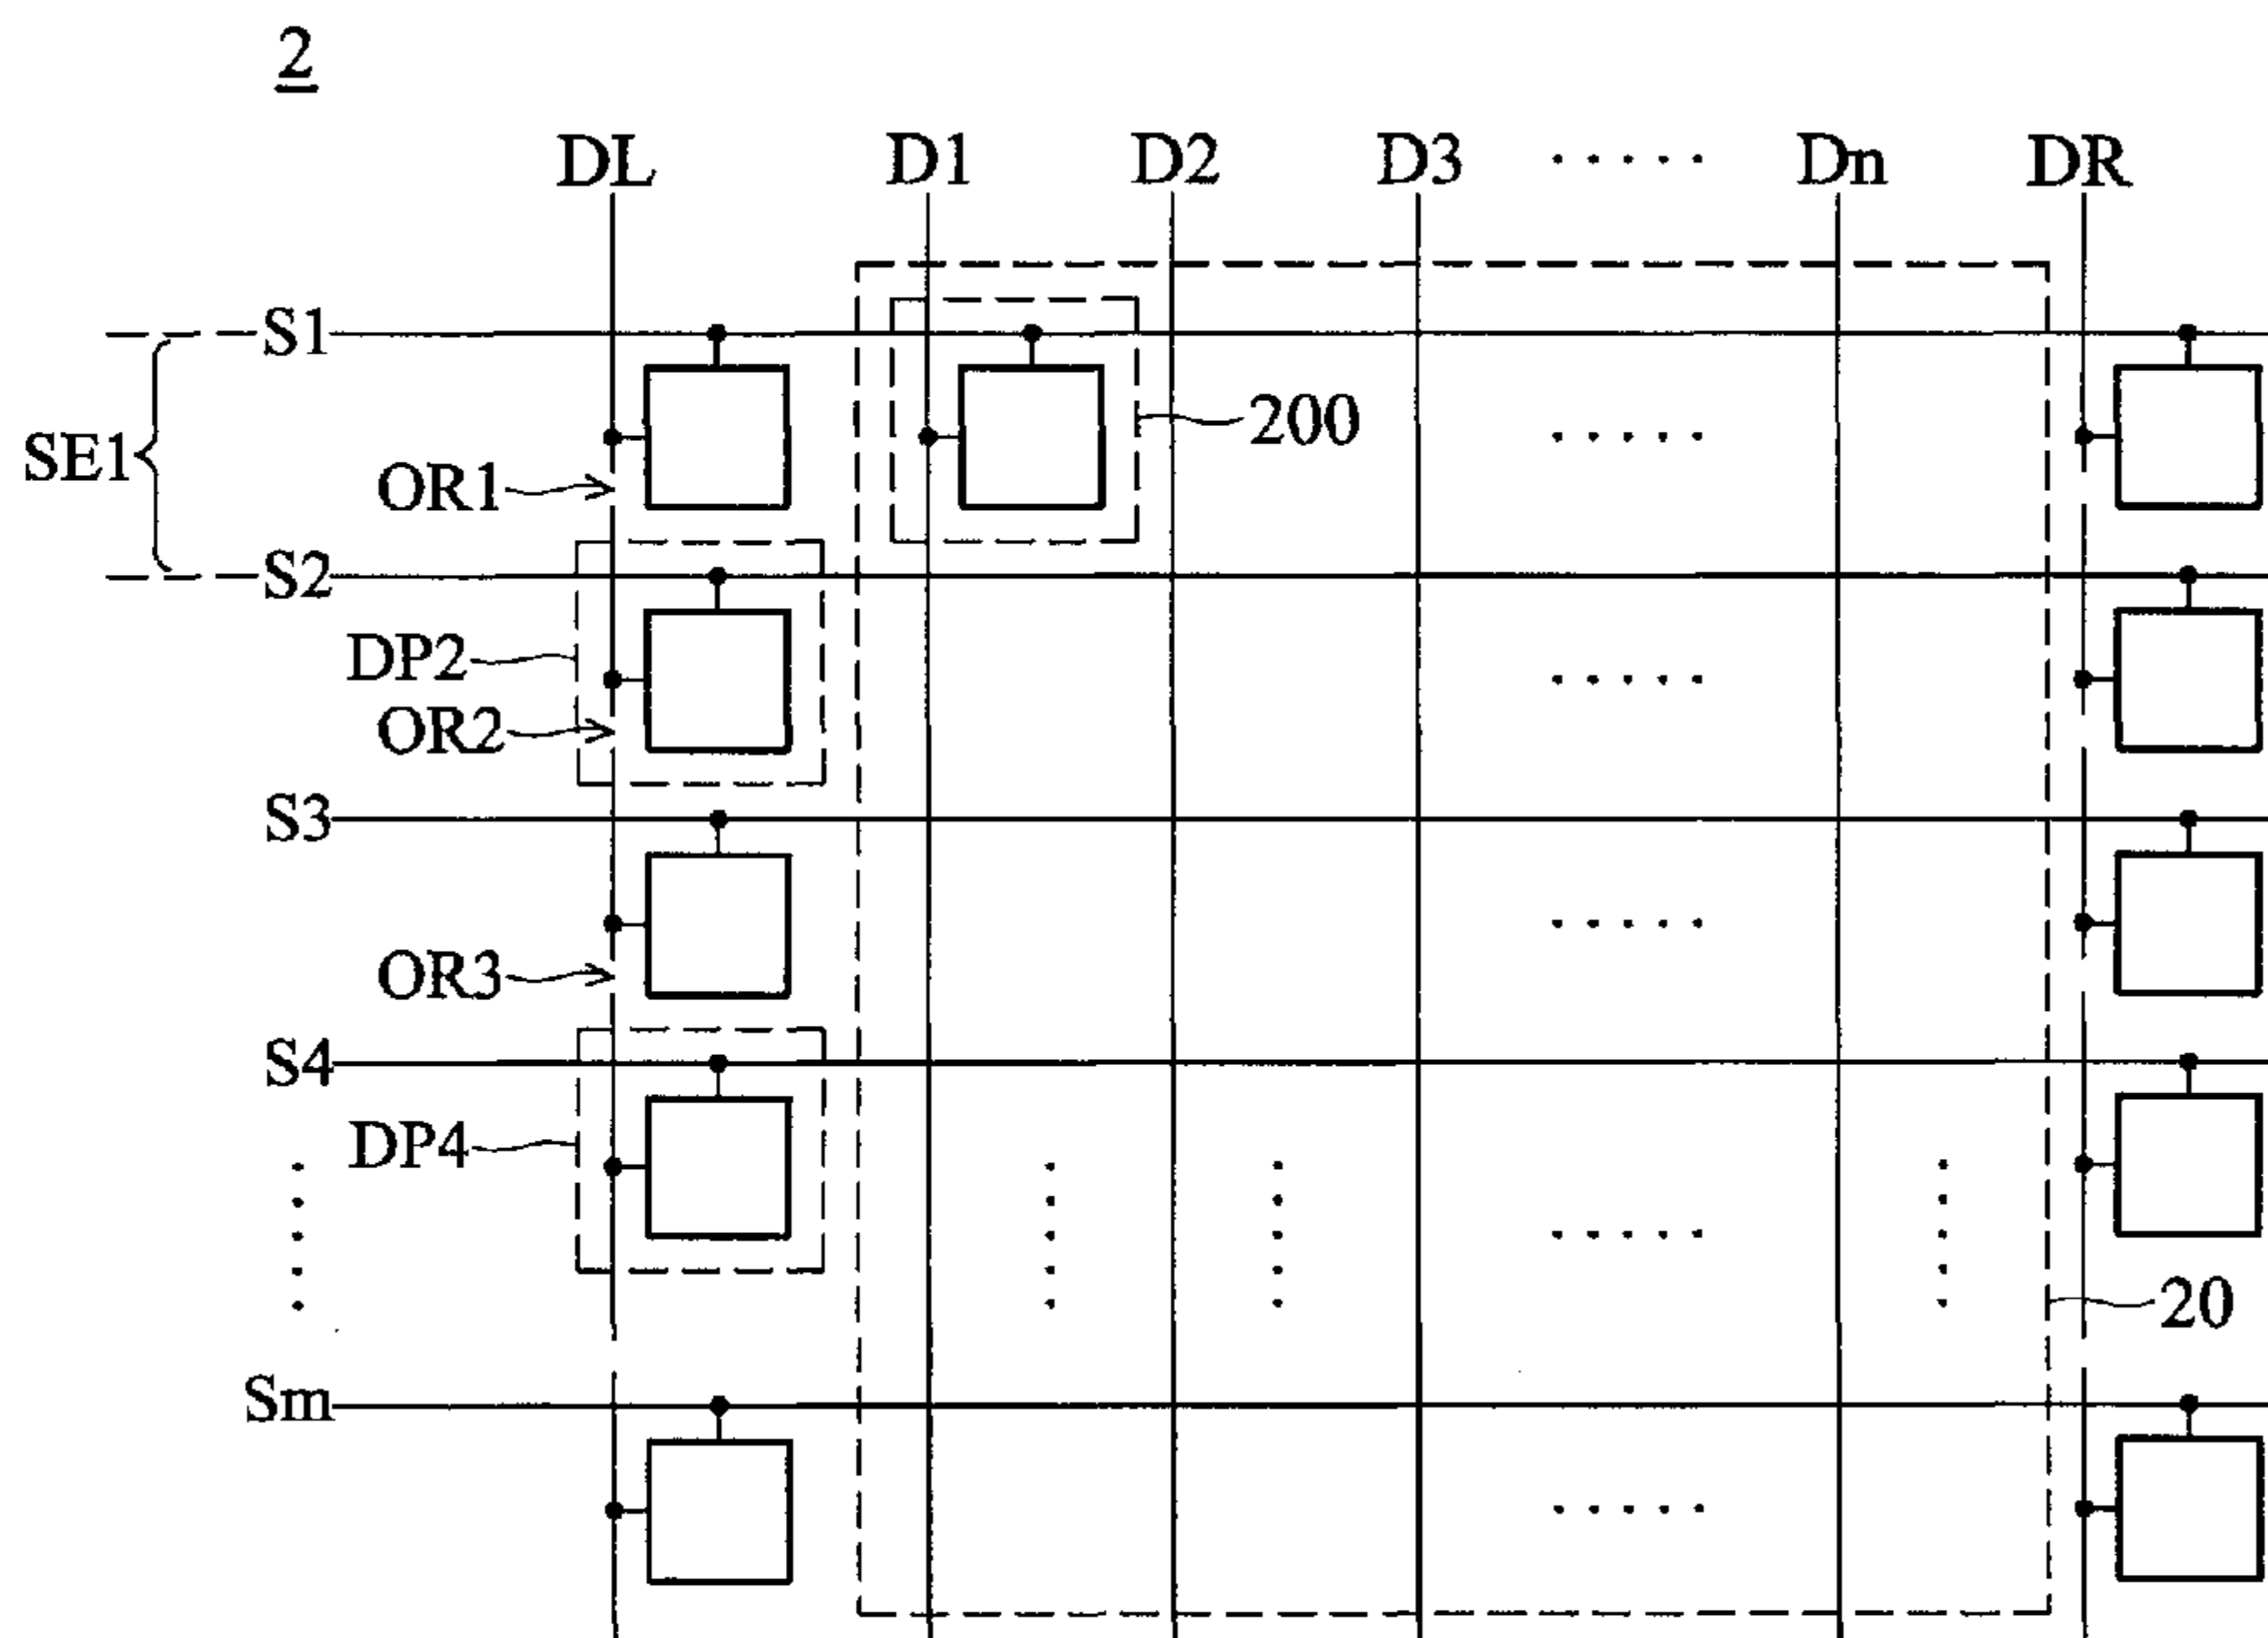 2
DL D1 D2 D3 ..... Dn DR
S1
200
SE1
OR1
S2
DP2
OR2
S3
OR3
S4
DP4
20
Sm